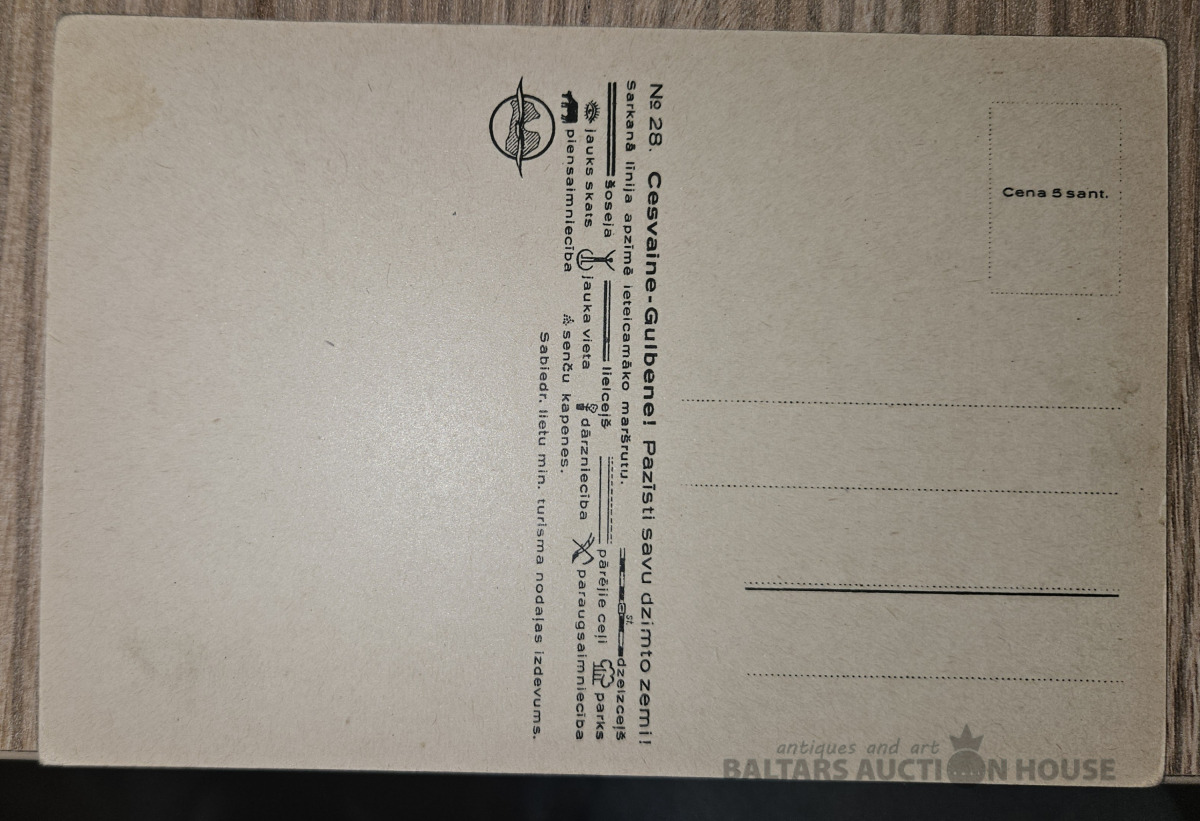 № 28. Cesvaine-Gulbene! Pazīsti savu dzimto zemi!
Sarkanā līnija apzīmē ieteicamāko maršrutu. st. dzelzceļš
šoseja lielceļš pārējie ceļi parks
jauks skats jauka vieta dārzniecība paraugsaimniecība
piensaimniecība senču kapenes.
Sabiedr. lietu min. turisma nodaļas izdevums.
Cena 5 sant.
antiques and art
BALTARS AUCTION HOUSE